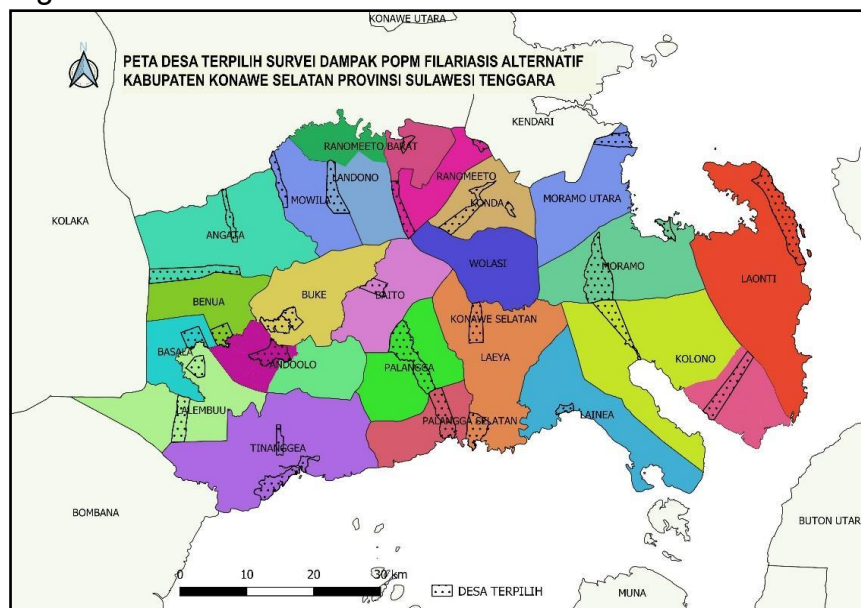 KONAWE UTARA
N
PETA DESA TERPILIH SURVEI DAMPAK POPM FILARIASIS ALTERNATIF
KABUPATEN KONAWE SELATAN PROVINSI SULAWESI TENGGARA
KENDARI
RANOMEETO BARAT
LANDONO
RANOMEETO
MOWILA
KONDA
MORAMO UTARA
KOLAKA
ANGATA
WOLASI
MORAMO
LAONTI
BENUA
BUKE
BAITO
KONAWE SELATAN
BASALA
ANDOOLO
PALANGGA
LAEYA
KOLONO
LALEMBUU
PALANGGA SELATAN
LAINEA
TINANGGEA
BOMBANA
BUTON UTAR
0 10 20 30 km
DESA TERPILIH
MUNA